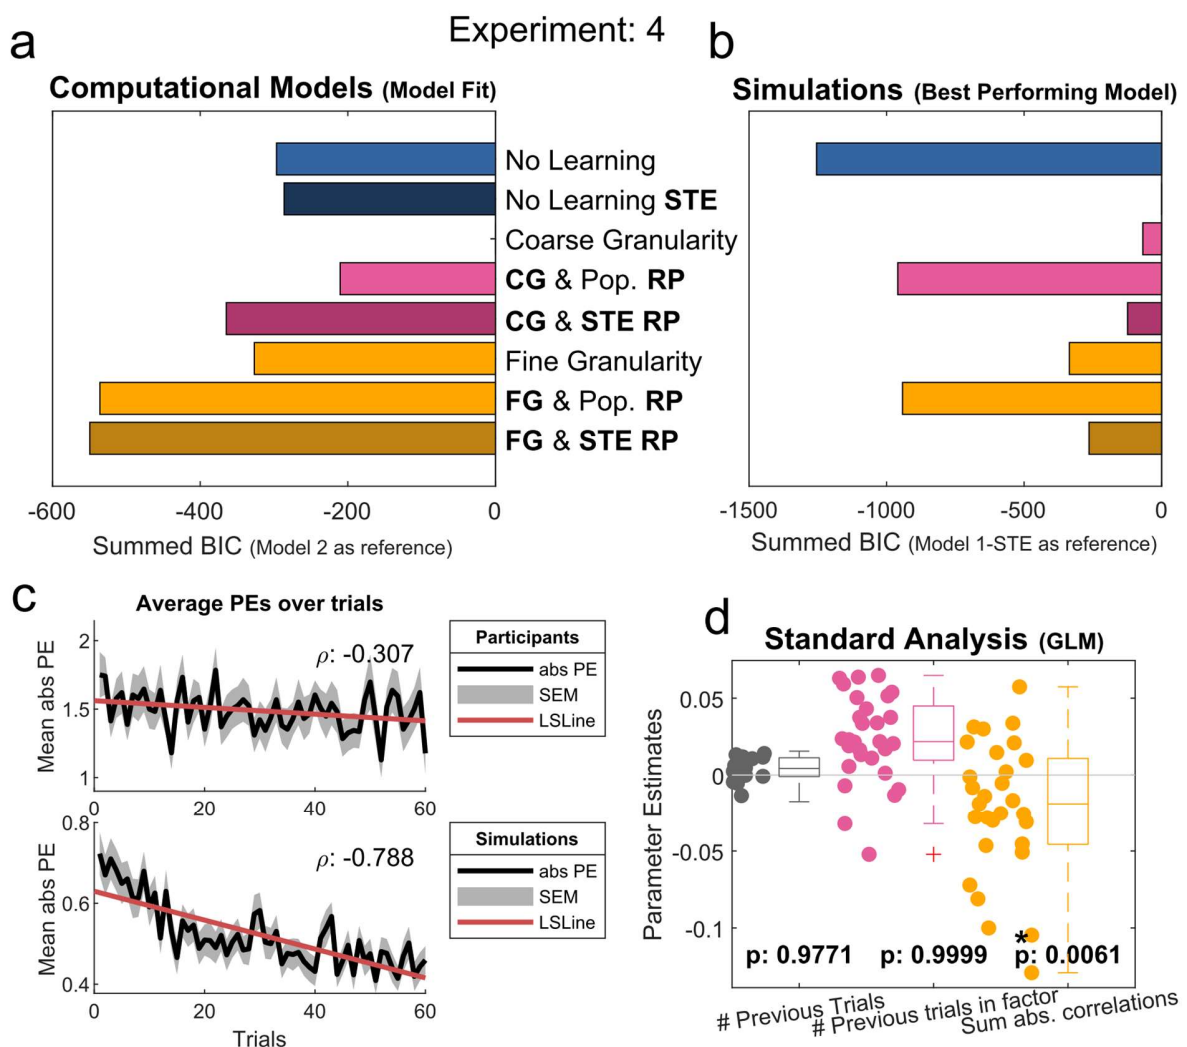 Experiment: 4
a
Computational Models (Model Fit)
No Learning
No Learning STE
Coarse Granularity
CG & Pop. RP
CG & STE RP
Fine Granularity
FG & Pop. RP
FG & STE RP
-600 -400 -200 0
Summed BIC (Model 2 as reference)
b
Simulations (Best Performing Model)
-1500 -1000 -500 0
Summed BIC (Model 1-STE as reference)
c
Average PEs over trials
Mean abs PE
2
1.5
1
ρ: -0.307
0 20 40 60
Participants
abs PE
SEM
LSLine
Mean abs PE
0.8
0.6
0.4
ρ: -0.788
0 20 40 60
Trials
Simulations
abs PE
SEM
LSLine
d
Standard Analysis (GLM)
Parameter Estimates
0.05
0
-0.05
-0.1
*
p: 0.9771 p: 0.9999 p: 0.0061
# Previous Trials
# Previous trials in factor
Sum abs. correlations